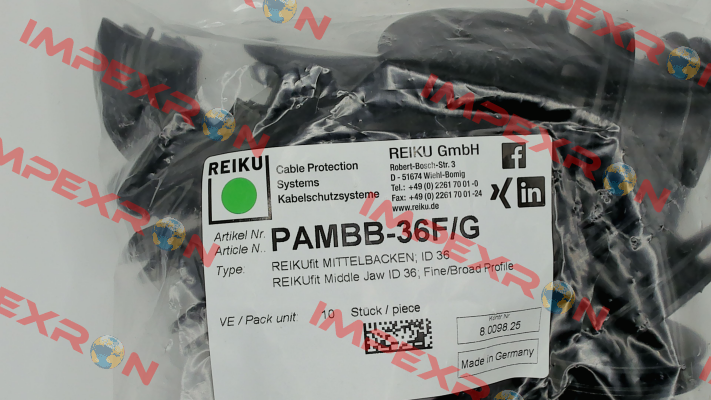 REIKU
Cable Protection
Systems
Kabelschutzsysteme
REIKU GmbH
Robert-Bosch-Str. 3
D - 51674 Wiehl-Bomig
Tel.: +49 (0) 2261 70 01-0
Fax: +49 (0) 2261 70 01-24
www.reiku.de
Artikel Nr.
Article N.:
PAMBB-36F/G
Type:
REIKUfit MITTELBACKEN; ID 36
REIKUfit Middle Jaw ID 36, Fine/Broad Profile
VE / Pack unit:
10 Stück / piece
Kontr Nr
8.0098.25
Made in Germany
IMPEXRON
IMPEXRON
IMPEXRON
IMPEXRON
IMPEXRON
IMPEXRON